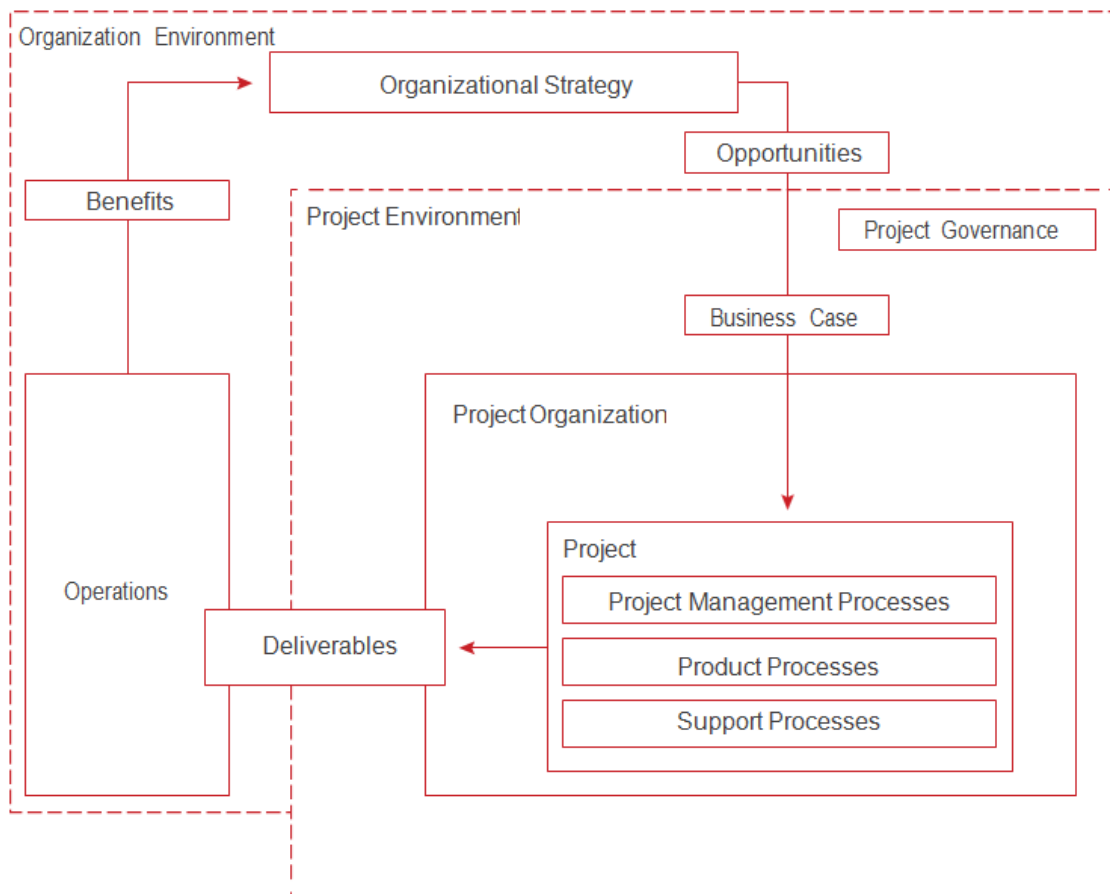 Organization Environment
Organizational Strategy
Opportunities
Benefits
Project Environment
Project Governance
Business Case
Project Organization
Project
Operations
Project Management Processes
Deliverables
Product Processes
Support Processes